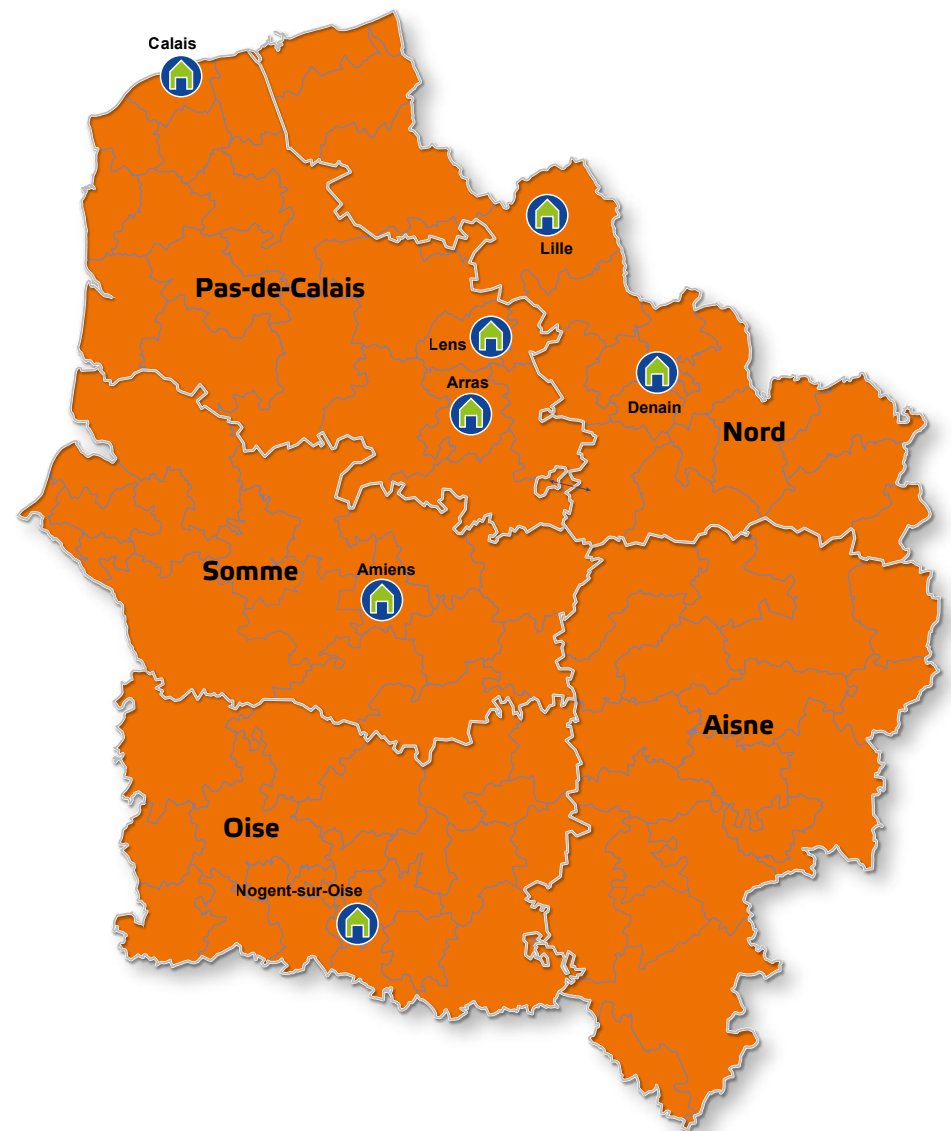 Calais
Lille
Pas-de-Calais
Lens
Arras
Denain
Nord
Somme
Amiens
Aisne
Oise
Nogent-sur-Oise